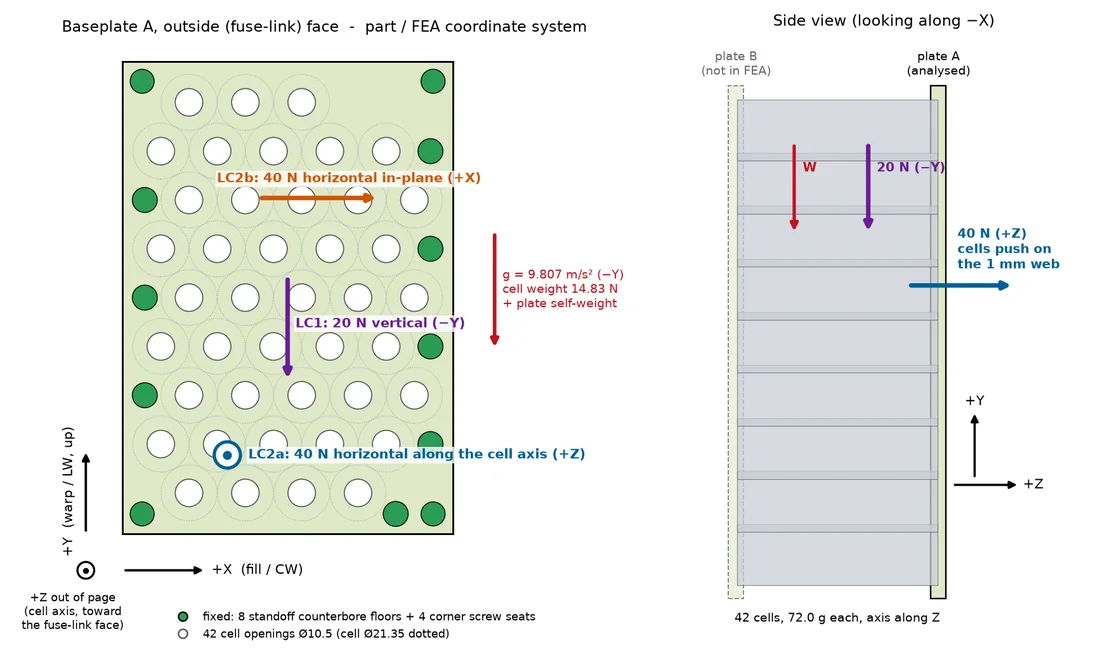 Baseplate A, outside (fuse-link) face  -  part / FEA coordinate system
LC2b: 40 N horizontal in-plane (+X)
g = 9.807 m/s² (−Y)
cell weight 14.83 N
+ plate self-weight
LC1: 20 N vertical (−Y)
LC2a: 40 N horizontal along the cell axis (+Z)
+Y  (warp / LW, up)
+X  (fill / CW)
+Z out of page
(cell axis, toward
the fuse-link face)
fixed: 8 standoff counterbore floors + 4 corner screw seats
42 cell openings Ø10.5 (cell Ø21.35 dotted)
Side view (looking along −X)
plate B
(not in FEA)
plate A
(analysed)
W
20 N (−Y)
40 N (+Z)
cells push on
the 1 mm web
+Y
+Z
42 cells, 72.0 g each, axis along Z